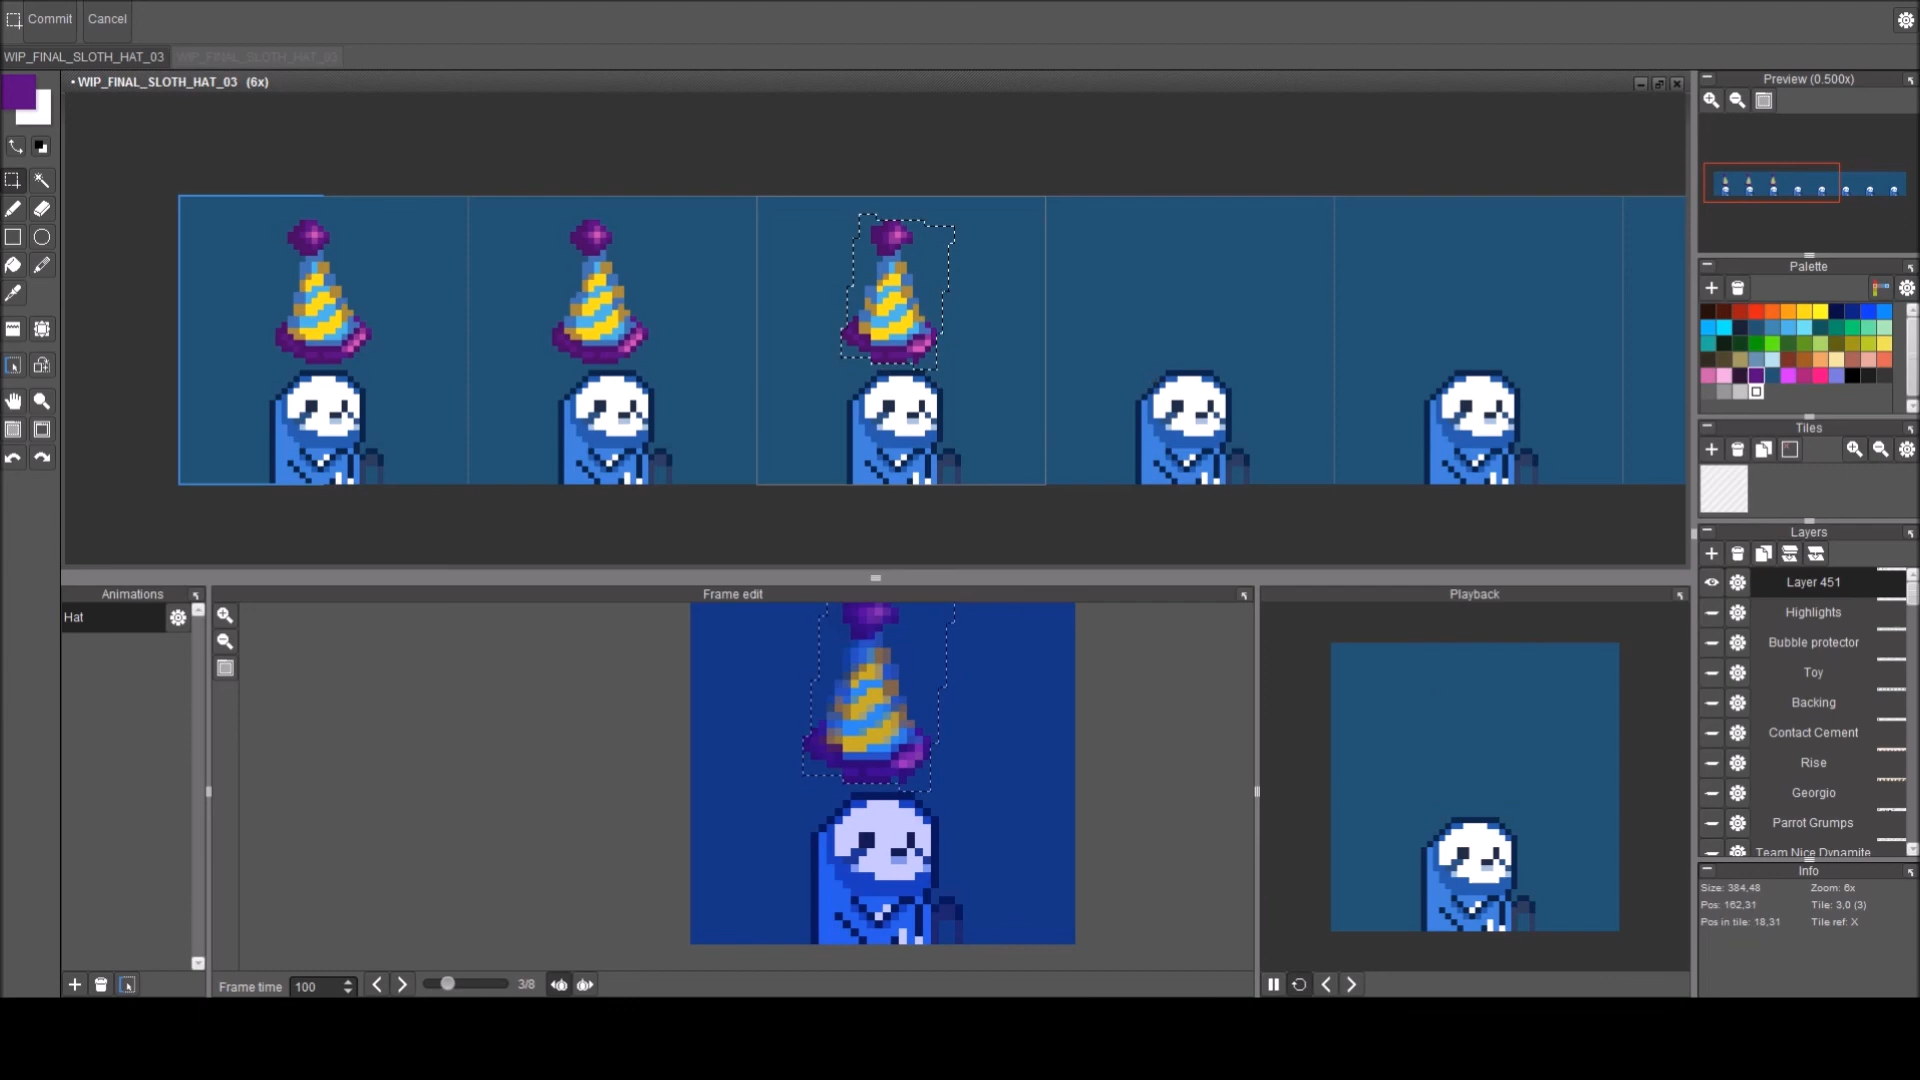 Commit
Cancel
WIP_FINAL_SLOTH_HAT_03
WIP_FINAL_SLOTH_HAT_03
• WIP_FINAL_SLOTH_HAT_03 (6x)
Preview (0.500x)
Palette
Tiles
Layers
Layer 451
Highlights
Bubble protector
Toy
Backing
Contact Cement
Rise
Georgio
Parrot Grumps
Team Nice Dynamite
Info
Size: 384,48
Zoom: 6x
Pos: 162,31
Tile: 3,0 (3)
Pos in tile: 18,31
Tile ref: X
Animations
Hat
Frame edit
Playback
Frame time
100
3/8